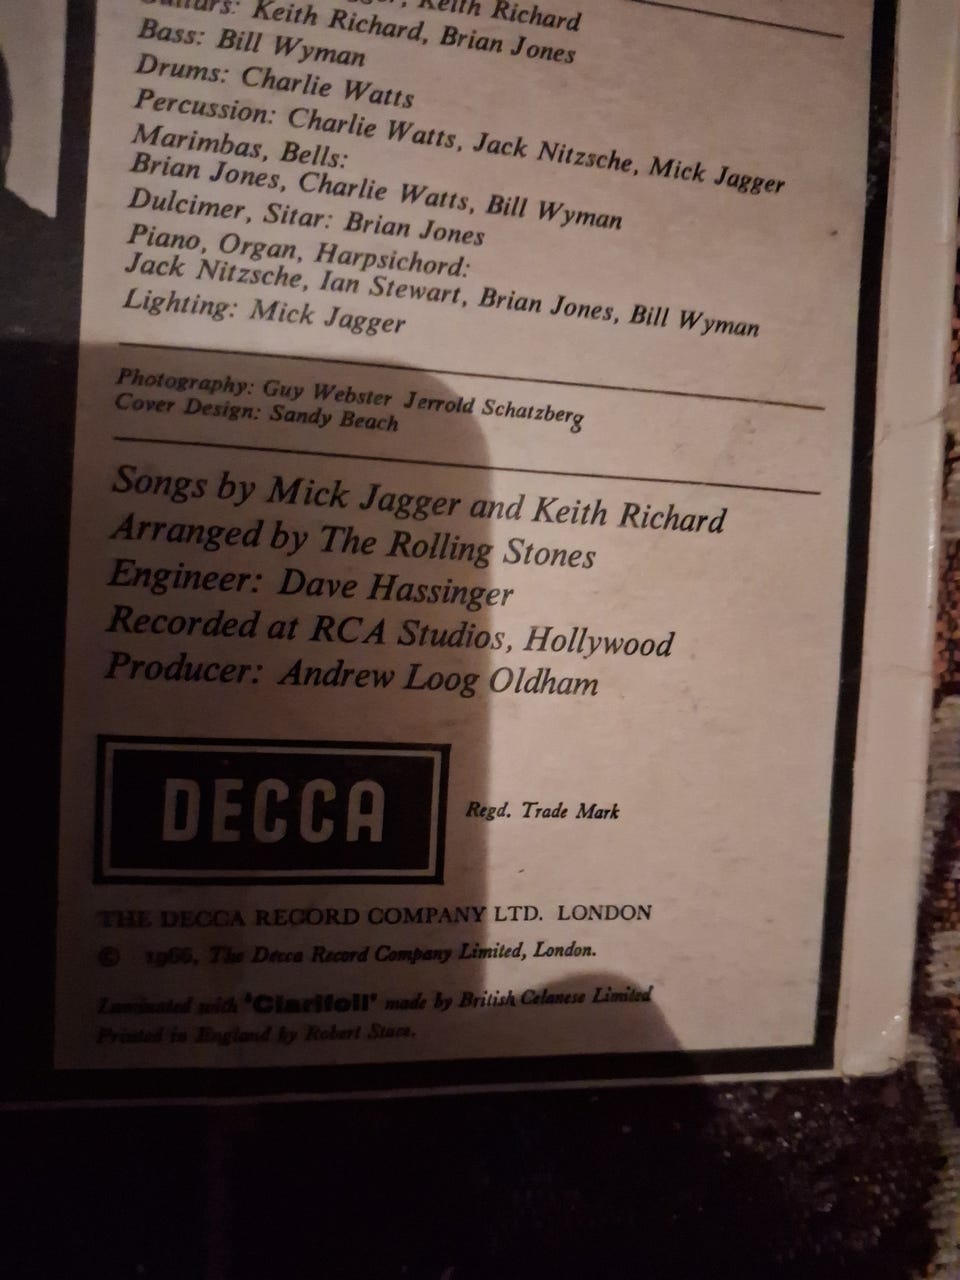 Keith Richard
Guitars: Keith Richard, Brian Jones
Bass: Bill Wyman
Drums: Charlie Watts
Percussion: Charlie Watts, Jack Nitzsche, Mick Jagger
Marimbas, Bells:
Brian Jones, Charlie Watts, Bill Wyman
Dulcimer, Sitar: Brian Jones
Piano, Organ, Harpsichord:
Jack Nitzsche, Ian Stewart, Brian Jones, Bill Wyman
Lighting: Mick Jagger
Photography: Guy Webster Jerrold Schatzberg
Cover Design: Sandy Beach
Songs by Mick Jagger and Keith Richard
Arranged by The Rolling Stones
Engineer: Dave Hassinger
Recorded at RCA Studios, Hollywood
Producer: Andrew Loog Oldham
DECCA
Regd. Trade Mark
THE DECCA RECORD COMPANY LTD. LONDON
© 1966, The Decca Record Company Limited, London.
Laminated with 'Clarifoil' made by British Celanese Limited
Printed in England by Robert Stace.